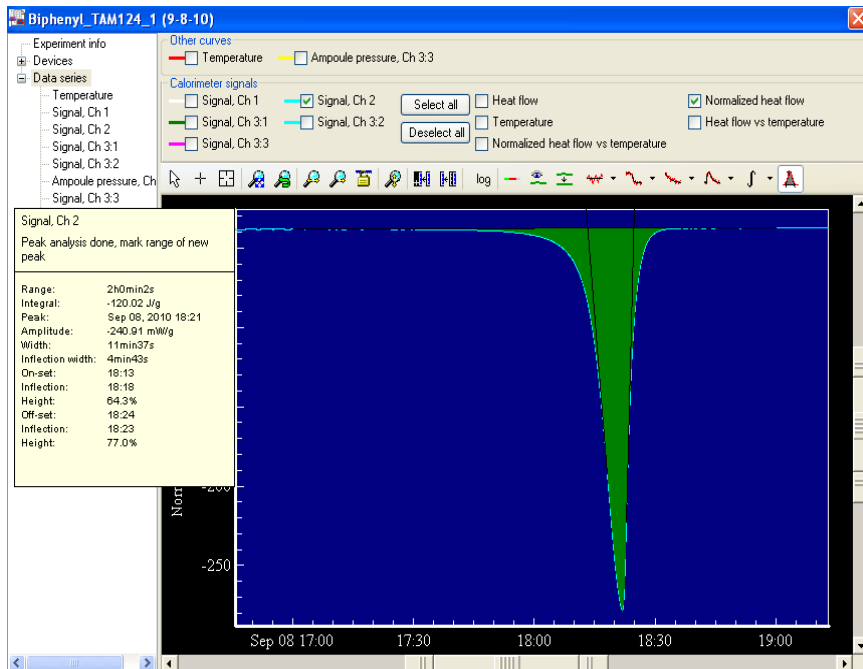 Biphenyl_TAM124_1 (9-8-10)
Experiment info
Devices
Data series
Temperature
Signal, Ch 1
Signal, Ch 2
Signal, Ch 3:1
Signal, Ch 3:2
Ampoule pressure, Ch
Signal, Ch 3:3
Other curves
Temperature
Ampoule pressure, Ch 3:3
Calorimeter signals
Signal, Ch 1
Signal, Ch 2
Select all
Heat flow
Normalized heat flow
Signal, Ch 3:1
Signal, Ch 3:2
Deselect all
Temperature
Heat flow vs temperature
Signal, Ch 3:3
Normalized heat flow vs temperature
log
Signal, Ch 2
Peak analysis done, mark range of new
peak
Range: 2h0min2s
Integral: -120.02 J/g
Peak: Sep 08, 2010 18:21
Amplitude: -240.91 mW/g
Width: 11min37s
Inflection width: 4min43s
On-set: 18:13
Inflection: 18:18
Height: 64.3%
Off-set: 18:24
Inflection: 18:23
Height: 77.0%
Norm
-200
-250
Sep 08 17:00
17:30
18:00
18:30
19:00